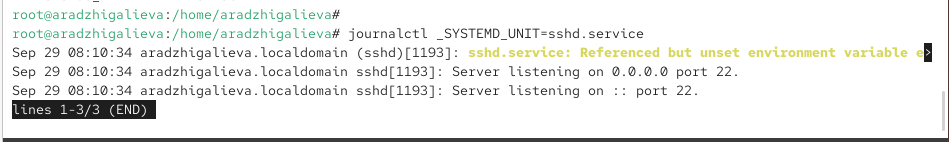 root@aradzhigalieva:/home/aradzhigalieva#
root@aradzhigalieva:/home/aradzhigalieva# journalctl _SYSTEMD_UNIT=sshd.service
Sep 29 08:10:34 aradzhigalieva.localdomain (sshd)[1193]: sshd.service: Referenced but unset environment variable e>
Sep 29 08:10:34 aradzhigalieva.localdomain sshd[1193]: Server listening on 0.0.0.0 port 22.
Sep 29 08:10:34 aradzhigalieva.localdomain sshd[1193]: Server listening on :: port 22.
lines 1-3/3 (END)